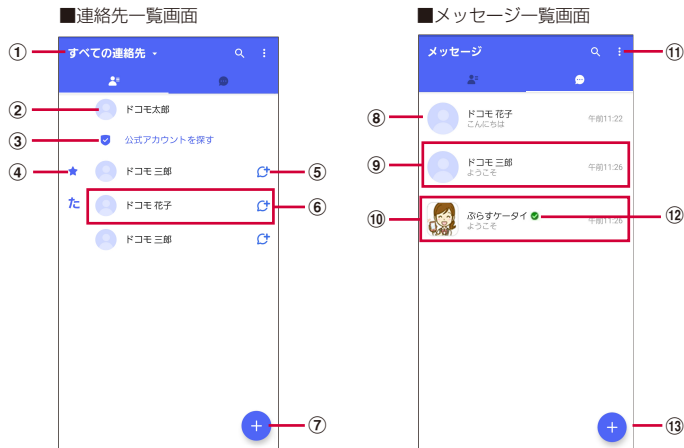 ■連絡先一覧画面
① すべての連絡先
② ドコモ太郎
③ 公式アカウントを探す
④ ドコモ 三郎 ⑤
た ドコモ 花子 ⑥
ドコモ 三郎
⑦
■メッセージ一覧画面
メッセージ ⑪
⑧ ドコモ 花子
こんにちは 午前11:22
⑨ ドコモ 三郎
ようこそ 午前11:26
⑩ ぷらすケータイ ⑫
ようこそ 午前11:26
⑬